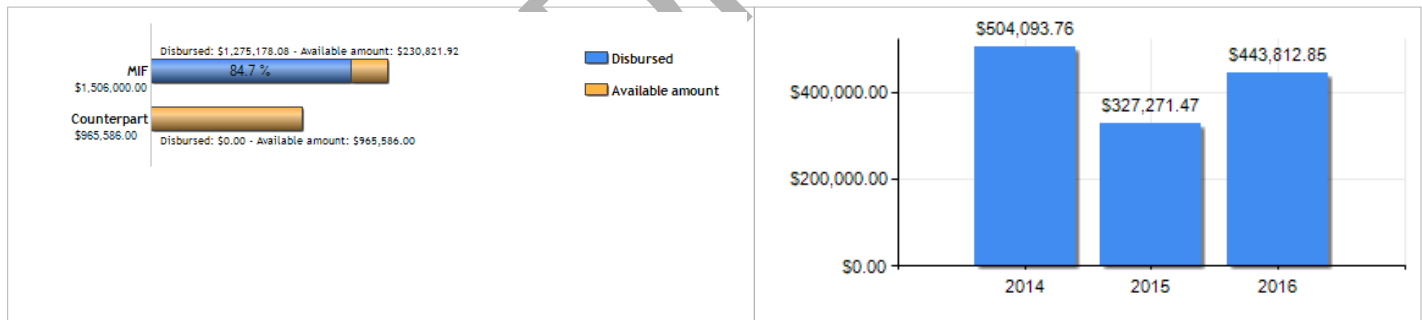 Disbursed: $1,275,178.08 - Available amount: $230,821.92
MIF
$1,506,000.00
84.7 %
Counterpart
$965,586.00
Disbursed: $0.00 - Available amount: $965,586.00
Disbursed
Available amount
$504,093.76
$443,812.85
$327,271.47
$400,000.00
$200,000.00
$0.00
2014
2015
2016